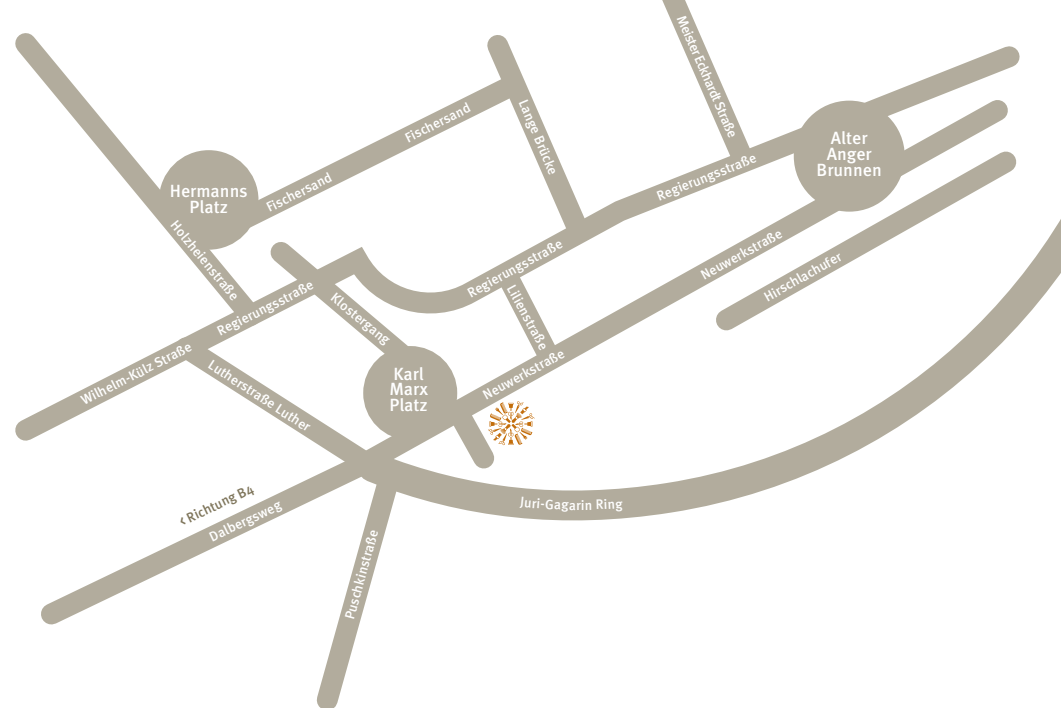 Meister Eckhardt Straße
Fischersand
Lange Brücke
Alter
Anger
Brunnen
Regierungsstraße
Hermanns
Platz
Fischersand
Holzheienstraße
Neuwerkstraße
Regierungsstraße
Hirschlachufer
Regierungsstraße
Klostergang
Lilienstraße
Wilhelm-Külz Straße
Lutherstraße Luther
Karl
Marx
Platz
Neuwerkstraße
‹ Richtung B4
Dalbergsweg
Juri-Gagarin Ring
Puschkinstraße